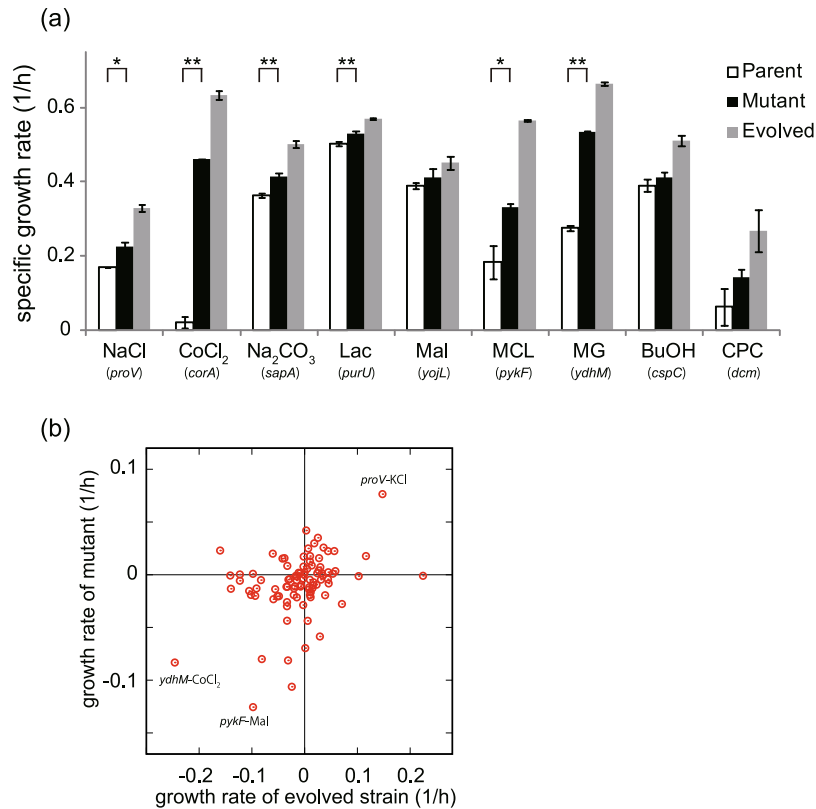 (a)
specific growth rate (1/h)
0.6
0.4
0.2
0
* ** ** ** * **
Parent
Mutant
Evolved
NaCl CoCl₂ Na₂CO₃ Lac Mal MCL MG BuOH CPC
(proV) (corA) (sapA) (purU) (yojL) (pykF) (ydhM) (cspC) (dcm)
(b)
growth rate of mutant (1/h)
0.1
0
-0.1
proV-KCl
ydhM-CoCl₂
pykF-Mal
-0.2 -0.1 0 0.1 0.2
growth rate of evolved strain (1/h)